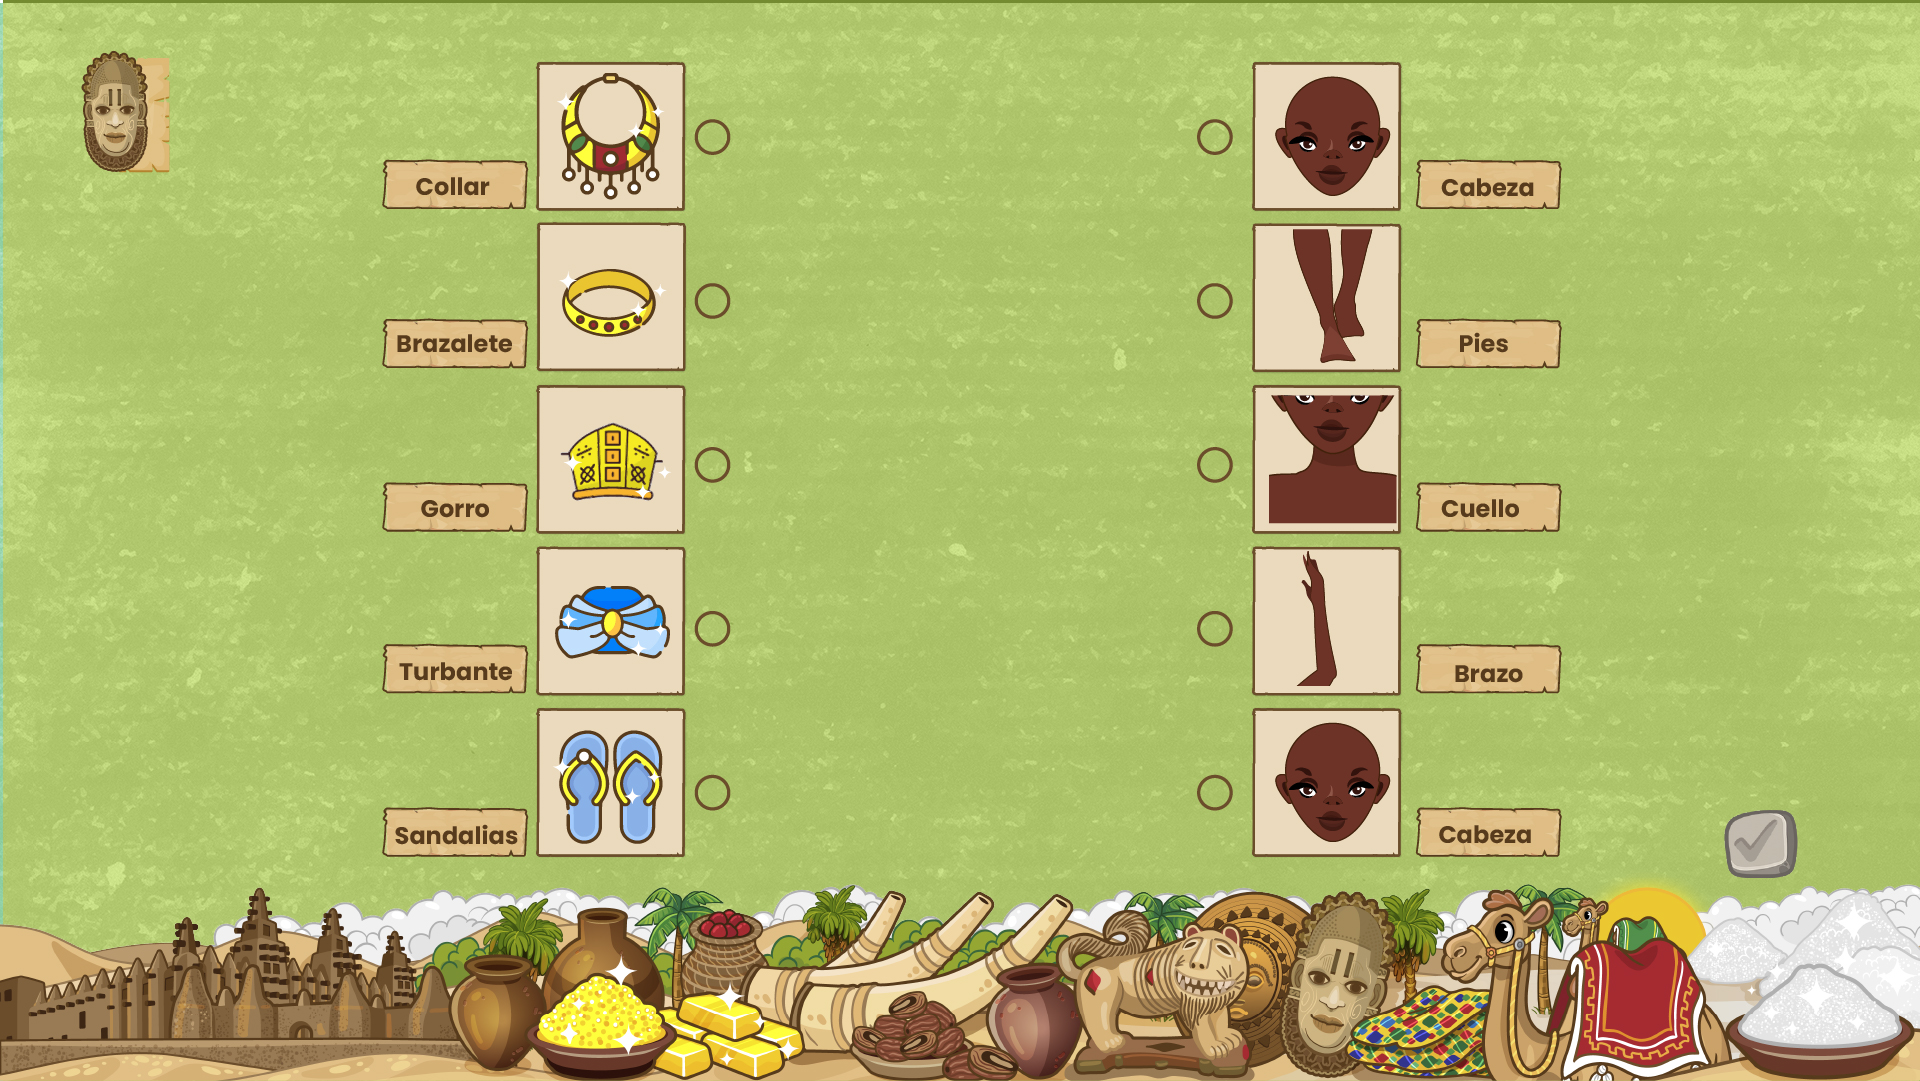 Collar
Cabeza
Brazalete
Pies
Gorro
Cuello
Turbante
Brazo
Sandalias
Cabeza